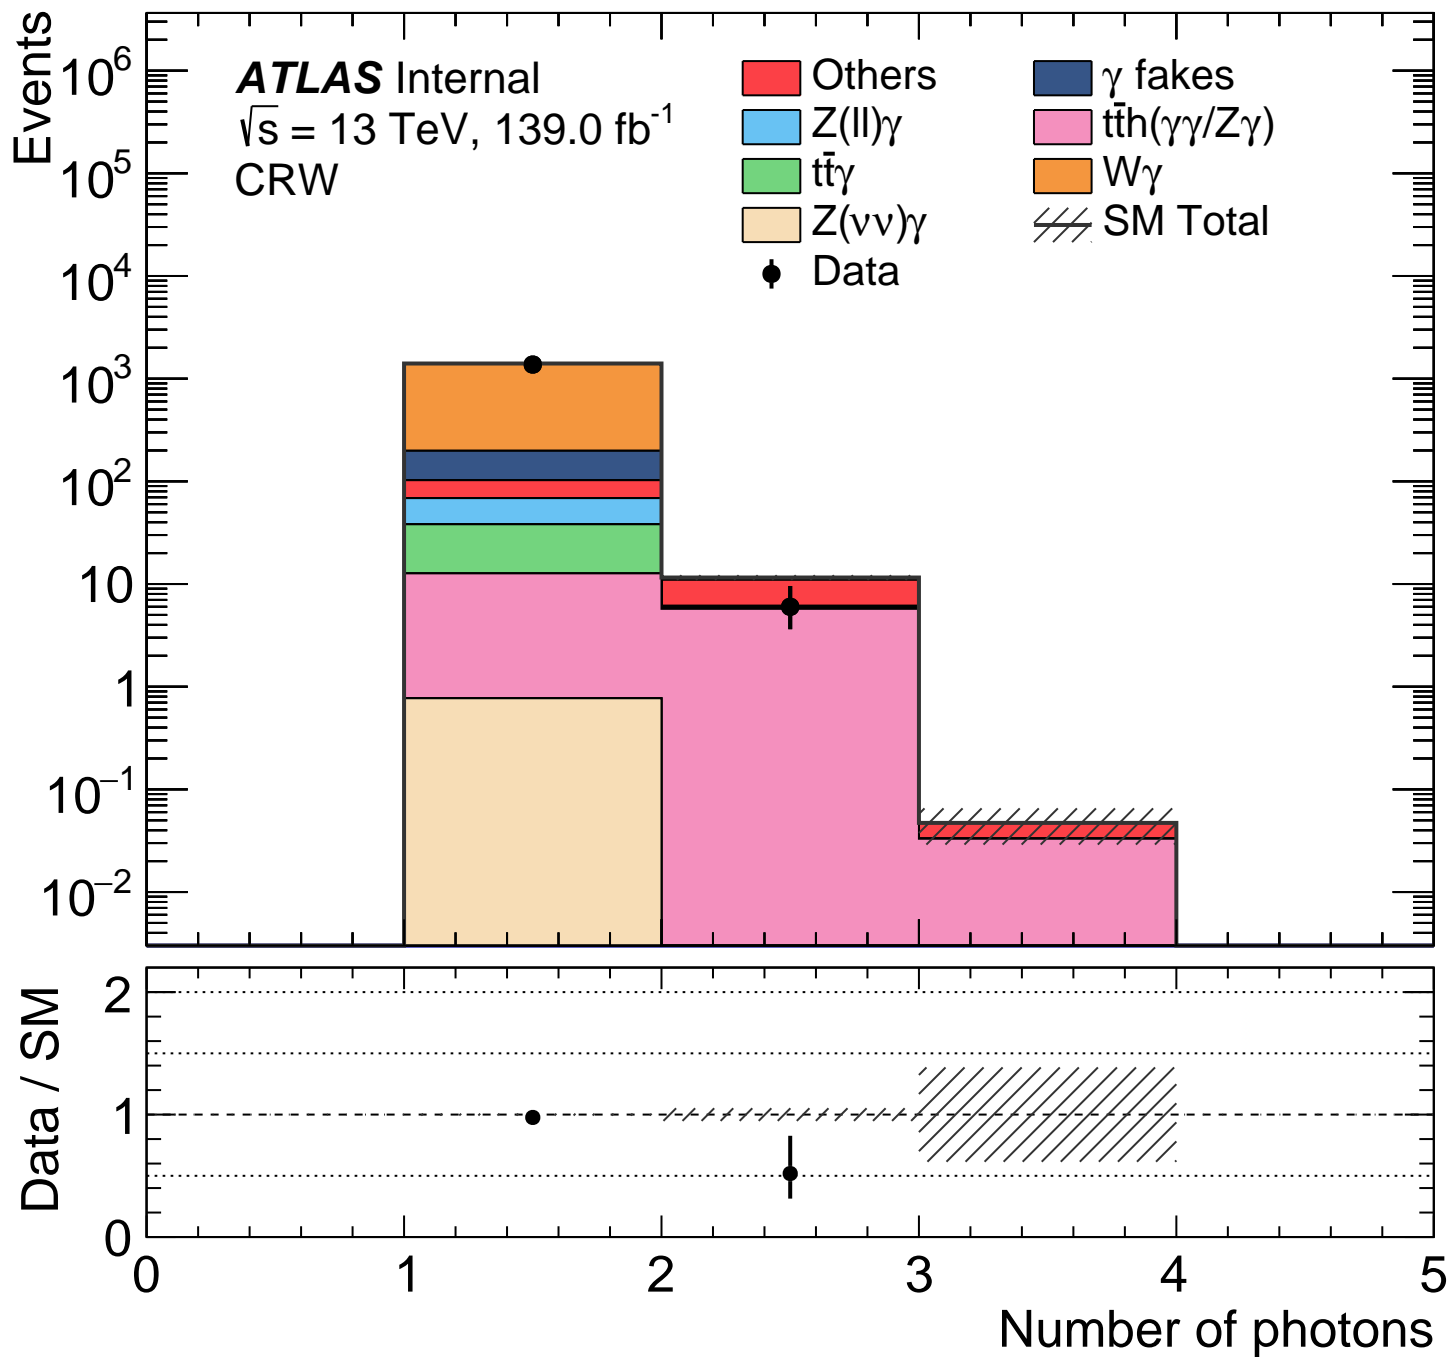 Events
10⁶
10⁵
10⁴
10³
10²
10
1
10⁻¹
10⁻²
ATLAS Internal
√s = 13 TeV, 139.0 fb⁻¹
CRW
Others
Z(ll)γ
tt̄γ
Z(νν)γ
Data
γ fakes
tt̄h(γγ/Zγ)
Wγ
SM Total
Data / SM
2
1
0
0 1 2 3 4 5
Number of photons